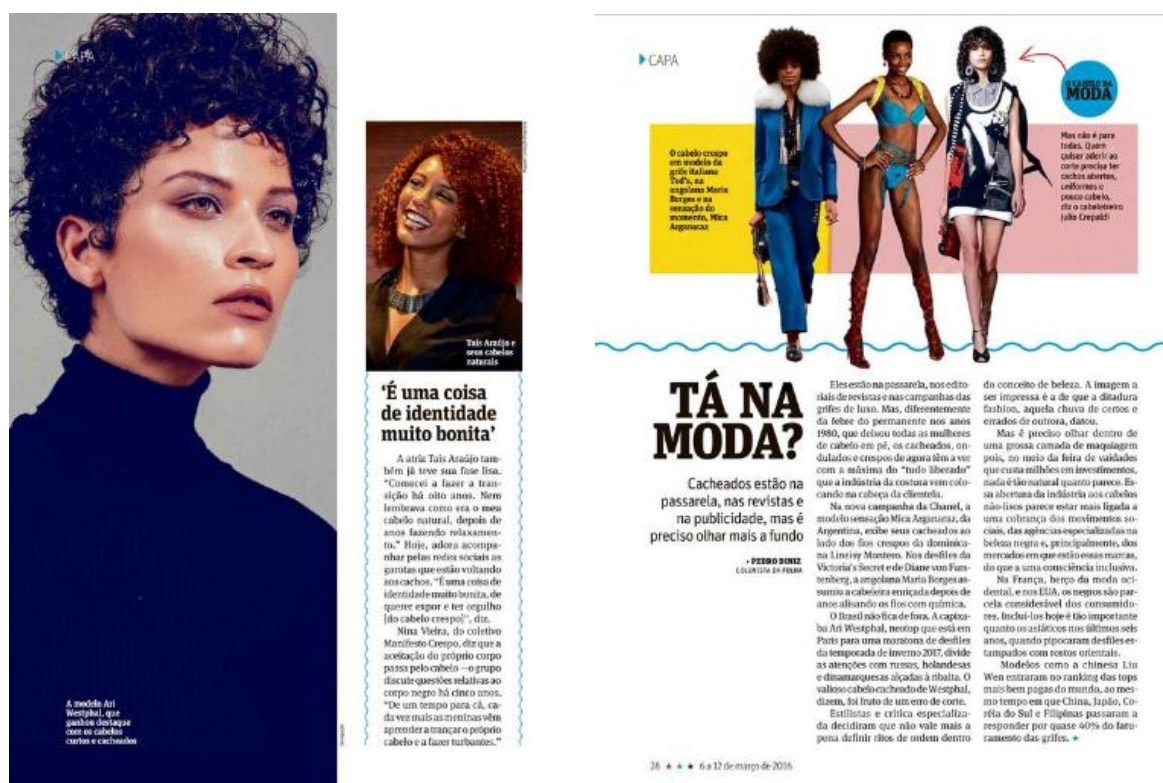 CAPA
A modelo Ari
Westphal, que
ganhou destaque
com os cabelos
curtos e cacheados
Taís Araújo e
seus cabelos
naturais
'É uma coisa
de identidade
muito bonita'
A atriz Taís Araújo tam-
bém já teve sua fase lisa.
"Comecei a fazer a tran-
sição há oito anos. Nem
lembrava como era o meu
cabelo natural, depois de
anos fazendo relaxamen-
to." Hoje, adora acompa-
nhar pelas redes sociais as
garotas que estão voltando
aos cachos. "É uma coisa de
identidade muito bonita, de
querer expor e ter orgulho
[do cabelo crespo]", diz.
Nina Vieira, do coletivo
Manifesto Crespo, diz que a
aceitação do próprio corpo
passa pelo cabelo —o grupo
discute questões relativas ao
corpo negro há cinco anos.
"De um tempo para cá, ca-
da vez mais as meninas vêm
aprender a trançar o próprio
cabelo e a fazer turbantes."
CAPA
O CABELO NA
MODA
O cabelo crespo
em modelo da
grife italiana
Tod's, na
angolana Maria
Borges e na
sensação do
momento, Mica
Arganaraz
Mas não é para
todas. Quem
quiser aderir ao
corte precisa ter
cachos abertos,
uniformes e
pouco cabelo,
diz o cabeleireiro
Julio Crepaldi
TÁ NA
MODA?
Cacheados estão na
passarela, nas revistas e
na publicidade, mas é
preciso olhar mais a fundo
PEDRO DINIZ
COLUNISTA DA FOLHA
Eles estão na passarela, nos edito-
riais de revistas e nas campanhas das
grifes de luxo. Mas, diferentemente
da febre do permanente nos anos
1980, que deixou todas as mulheres
de cabelo em pé, os cacheados, on-
dulados e crespos de agora têm a ver
com a máxima do "tudo liberado"
que a indústria da costura vem colo-
cando na cabeça da clientela.
Na nova campanha da Chanel, a
modelo sensação Mica Arganaraz, da
Argentina, exibe seus cacheados ao
lado dos fios crespos da dominica-
na Lineisy Montero. Nos desfiles da
Victoria's Secret e de Diane von Furs-
tenberg, a angolana Maria Borges as-
sumiu a cabeleira enriçada depois de
anos alisando os fios com química.
O Brasil não fica de fora. A capixa-
ba Ari Westphal, neotop que está em
Paris para uma maratona de desfiles
da temporada de inverno 2017, divide
as atenções com russas, holandesas
e dinamarquesas alçadas à ribalta. O
valioso cabelo cacheado de Westphal,
dizem, foi fruto de um erro de corte.
Estilistas e crítica especializa-
da decidiram que não vale mais a
pena definir ritos de ordem dentro
do conceito de beleza. A imagem a
ser impressa é a de que a ditadura
fashion, aquela chuva de certos e
errados de outrora, datou.
Mas é preciso olhar dentro de
uma grossa camada de maquiagem
pois, no meio da feira de vaidades
que custa milhões em investimentos,
nada é tão natural quanto parece. Es-
sa abertura da indústria aos cabelos
não-lisos parece estar mais ligada a
uma cobrança dos movimentos so-
ciais, das agências especializadas na
beleza negra e, principalmente, dos
mercados em que estão essas marcas,
do que a uma consciência inclusiva.
Na França, berço da moda oci-
dental, e nos EUA, os negros são par-
cela considerável dos consumido-
res. Incluí-los hoje é tão importante
quanto os asiáticos nos últimos seis
anos, quando pipocaram desfiles es-
tampados com rostos orientais.
Modelos como a chinesa Liu
Wen entraram no ranking das tops
mais bem pagas do mundo, ao mes-
mo tempo em que China, Japão, Co-
réia do Sul e Filipinas passaram a
responder por quase 40% do fatu-
ramento das grifes. ★
28 ★ ★ ★ 6 a 12 de março de 2016